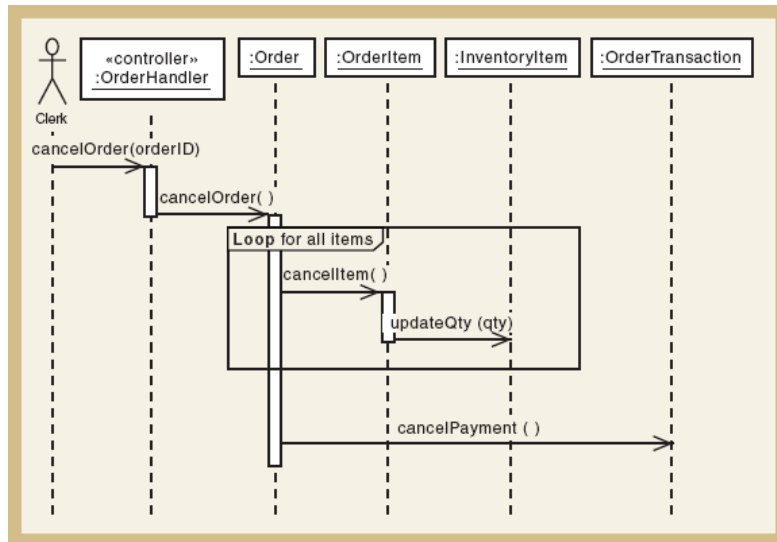 «controller»
:OrderHandler
:Order
:OrderItem
:InventoryItem
:OrderTransaction
Clerk
cancelOrder(orderID)
cancelOrder( )
Loop for all items
cancelItem( )
updateQty (qty)
cancelPayment ( )